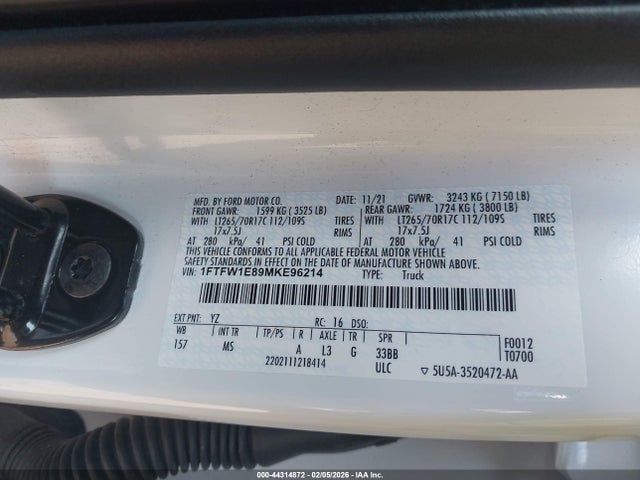 MFD. BY FORD MOTOR CO. DATE: 11/21 GVWR: 3243 KG ( 7150 LB)
FRONT GAWR: 1599 KG ( 3525 LB) REAR GAWR: 1724 KG ( 3800 LB)
WITH LT265/70R17C 112/109S TIRES WITH LT265/70R17C 112/109S TIRES
17x7.5J RIMS 17x7.5J RIMS
AT 280 kPa/ 41 PSI COLD AT 280 kPa/ 41 PSI COLD
THIS VEHICLE CONFORMS TO ALL APPLICABLE FEDERAL MOTOR VEHICLE
SAFETY STANDARDS IN EFFECT ON THE DATE OF MANUFACTURE SHOWN ABOVE.
VIN: 1FTFW1E89MKE96214 TYPE: Truck
EXT PNT: YZ RC: 16 DSO: F0012
WB INT TR TP/PS R AXLE TR SPR T0700
157 MS A L3 G 33BB
2202111218414 ULC 5U5A-3520472-AA
000-44314872 - 02/05/2026 - IAA, Inc.